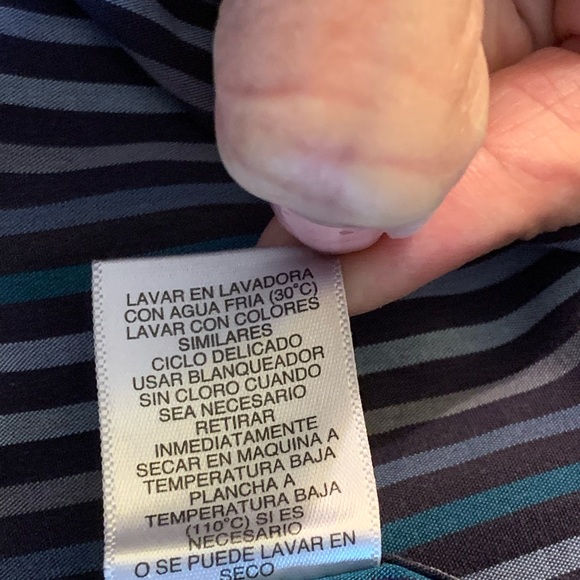 LAVAR EN LAVADORA
CON AGUA FRIA (30°C)
LAVAR CON COLORES
SIMILARES
CICLO DELICADO
USAR BLANQUEADOR
SIN CLORO CUANDO
SEA NECESARIO
RETIRAR
INMEDIATAMENTE
SECAR EN MAQUINA A
TEMPERATURA BAJA
PLANCHA A
TEMPERATURA BAJA
(110°C) SI ES
NECESARIO
O SE PUEDE LAVAR EN
SECO